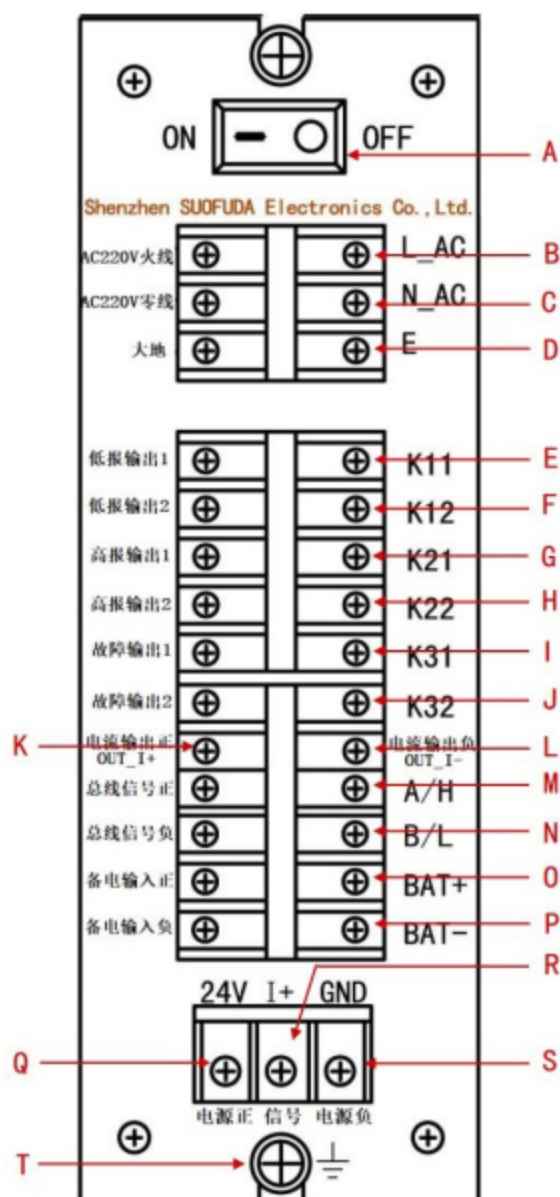 ON OFF A
Shenzhen SUOFUDA Electronics Co.,Ltd.
AC220V火线 L_AC B
AC220V零线 N_AC C
大地 E D
低报输出1 K11 E
低报输出2 K12 F
高报输出1 K21 G
高报输出2 K22 H
故障输出1 K31 I
故障输出2 K32 J
K 电流输出正 电流输出负 L
OUT_I+ OUT_I-
总线信号正 A/H M
总线信号负 B/L N
备电输入正 BAT+ O
备电输入负 BAT- P
R
24V I+ GND
Q S
电源正 信号 电源负
T